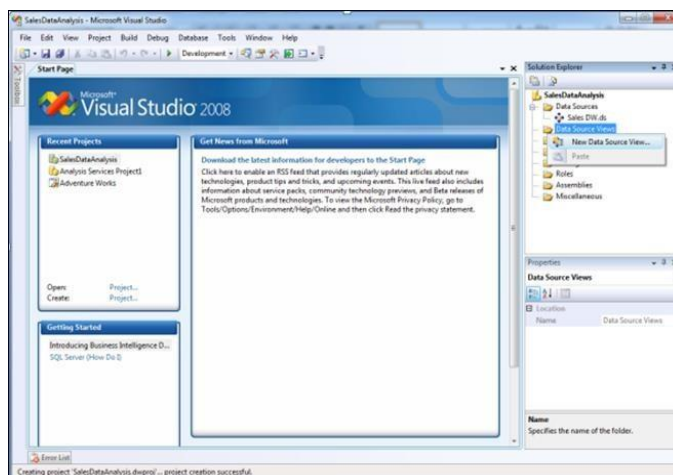 SalesDataAnalysis - Microsoft Visual Studio
File Edit View Project Build Debug Database Tools Window Help
Development
Toolbox
Start Page
Microsoft
Visual Studio 2008
Recent Projects
SalesDataAnalysis
Analysis Services Project1
Adventure Works
Open: Project...
Create: Project...
Getting Started
Introducing Business Intelligence D...
SQL Server (How Do I)
Get News from Microsoft
Download the latest information for developers to the Start Page
Click here to enable an RSS feed that provides regularly updated articles about new
technologies, product tips and tricks, and upcoming events. This live feed also includes
information about service packs, community technology previews, and Beta releases of
Microsoft products and technologies. To view the Microsoft Privacy Policy, go to
Tools/Options/Environment/Help/Online and then click Read the privacy statement.
Solution Explorer
SalesDataAnalysis
Data Sources
Sales DW.ds
Data Source Views
New Data Source View...
Paste
Roles
Assemblies
Miscellaneous
Properties
Data Source Views
Location
Name Data Source Views
Name
Specifies the name of the folder.
Error List
Creating project 'SalesDataAnalysis.dwproj'... project creation successful.